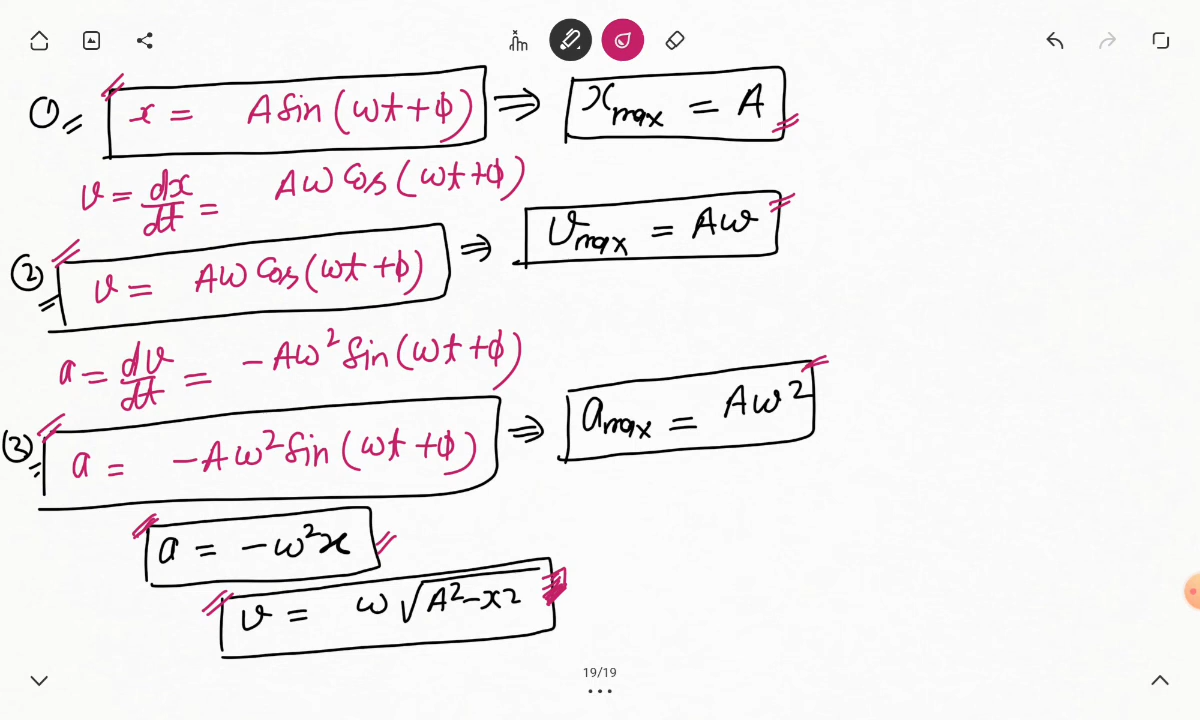 ① x = A sin (ωt+ϕ) ⇒ x_max = A
v = dx/dt = Aω cos (ωt+ϕ)
② v = Aω cos (ωt+ϕ) ⇒ v_max = Aω
a = dv/dt = -Aω² sin (ωt+ϕ)
③ a = -Aω² sin (ωt+ϕ) ⇒ a_max = Aω²
a = -ω²x
v = ω √A²-x2
19/19